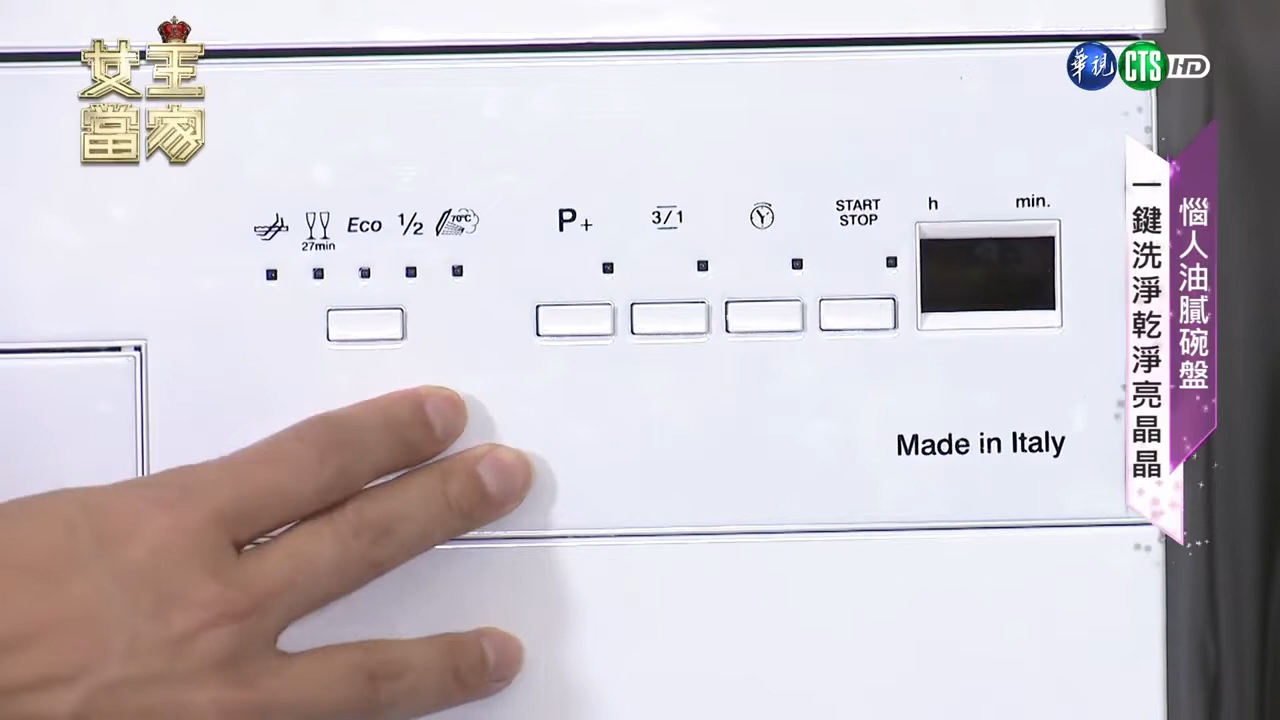 女王
當家
華視 CTS HD
惱人油膩碗盤
一鍵洗淨乾淨亮晶晶
27min
Eco
1/2
70°C
P+
3/1
START
STOP
h
min.
Made in Italy